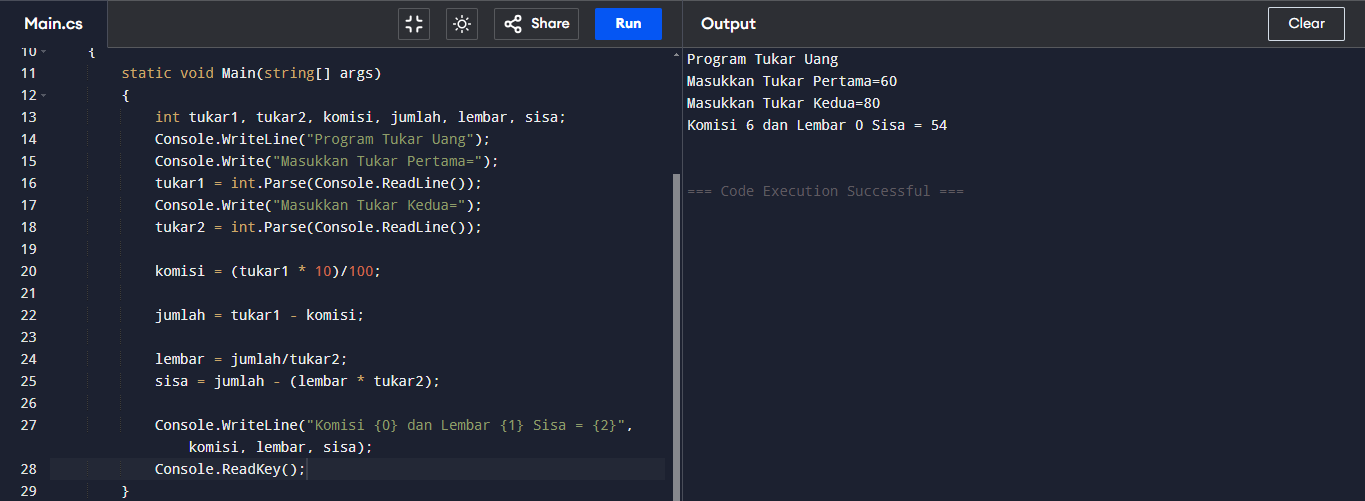 Main.cs
Share
Run
Output
Clear
10 {
11 static void Main(string[] args)
12 {
13 int tukar1, tukar2, komisi, jumlah, lembar, sisa;
14 Console.WriteLine("Program Tukar Uang");
15 Console.Write("Masukkan Tukar Pertama=");
16 tukar1 = int.Parse(Console.ReadLine());
17 Console.Write("Masukkan Tukar Kedua=");
18 tukar2 = int.Parse(Console.ReadLine());
19
20 komisi = (tukar1 * 10)/100;
21
22 jumlah = tukar1 - komisi;
23
24 lembar = jumlah/tukar2;
25 sisa = jumlah - (lembar * tukar2);
26
27 Console.WriteLine("Komisi {0} dan Lembar {1} Sisa = {2}",
komisi, lembar, sisa);
28 Console.ReadKey();
29 }
Program Tukar Uang
Masukkan Tukar Pertama=60
Masukkan Tukar Kedua=80
Komisi 6 dan Lembar 0 Sisa = 54
=== Code Execution Successful ===